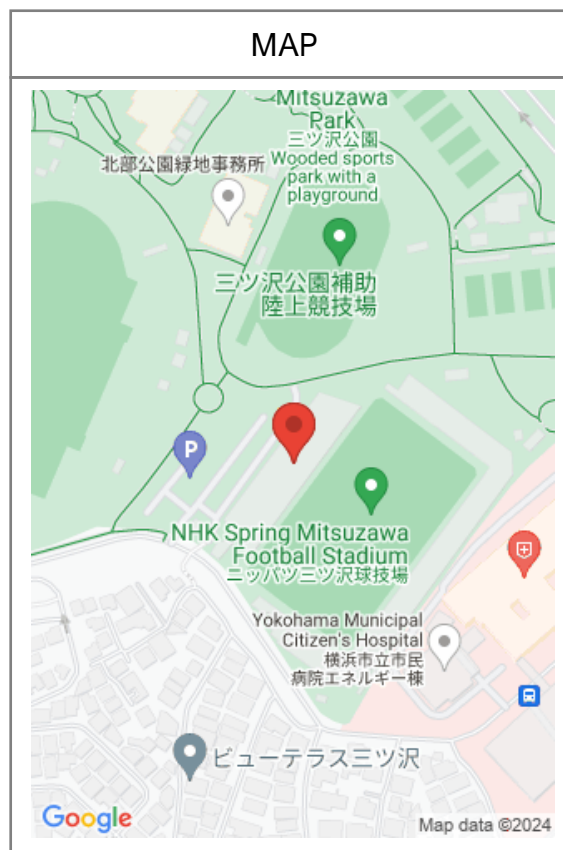 MAP
Mitsuzawa
Park
三ツ沢公園
Wooded sports
park with a
playground
北部公園緑地事務所
三ツ沢公園補助
陸上競技場
P
NHK Spring Mitsuzawa
Football Stadium
ニッパツ三ツ沢球技場
Yokohama Municipal
Citizen's Hospital
横浜市立市民
病院エネルギー棟
ビューテラス三ツ沢
Google
Map data ©2024